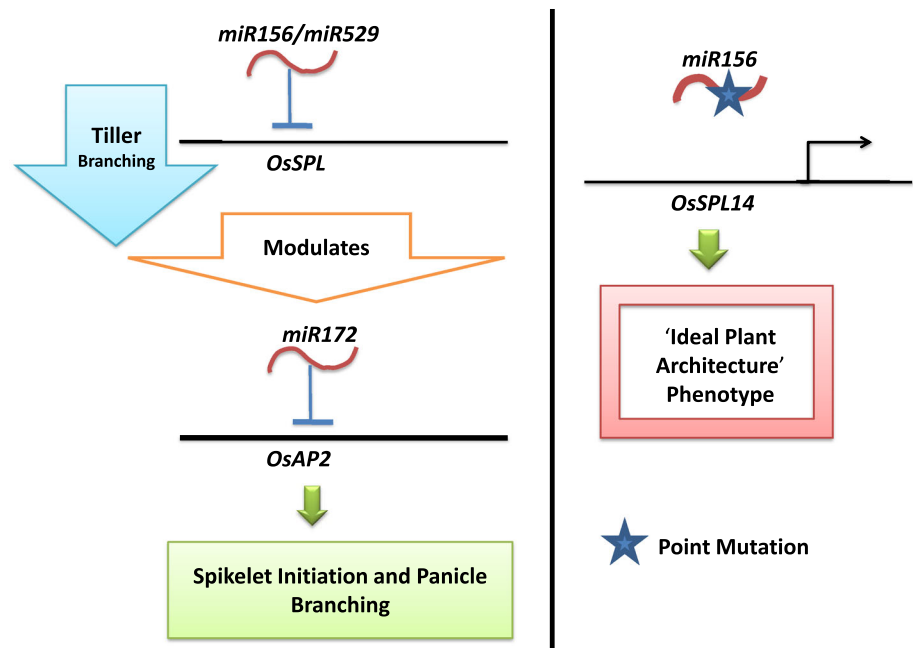 miR156/miR529
Tiller
Branching
OsSPL
Modulates
miR172
OsAP2
Spikelet Initiation and Panicle
Branching
miR156
OsSPL14
‘Ideal Plant
Architecture’
Phenotype
Point Mutation